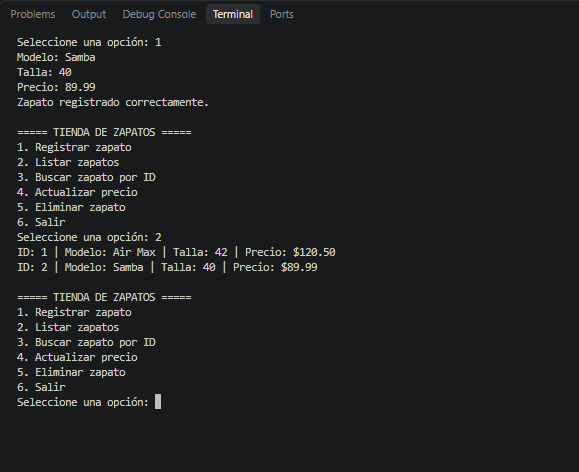 Problems Output Debug Console Terminal Ports
Seleccione una opción: 1
Modelo: Samba
Talla: 40
Precio: 89.99
Zapato registrado correctamente.
===== TIENDA DE ZAPATOS =====
1. Registrar zapato
2. Listar zapatos
3. Buscar zapato por ID
4. Actualizar precio
5. Eliminar zapato
6. Salir
Seleccione una opción: 2
ID: 1 | Modelo: Air Max | Talla: 42 | Precio: $120.50
ID: 2 | Modelo: Samba | Talla: 40 | Precio: $89.99
===== TIENDA DE ZAPATOS =====
1. Registrar zapato
2. Listar zapatos
3. Buscar zapato por ID
4. Actualizar precio
5. Eliminar zapato
6. Salir
Seleccione una opción: